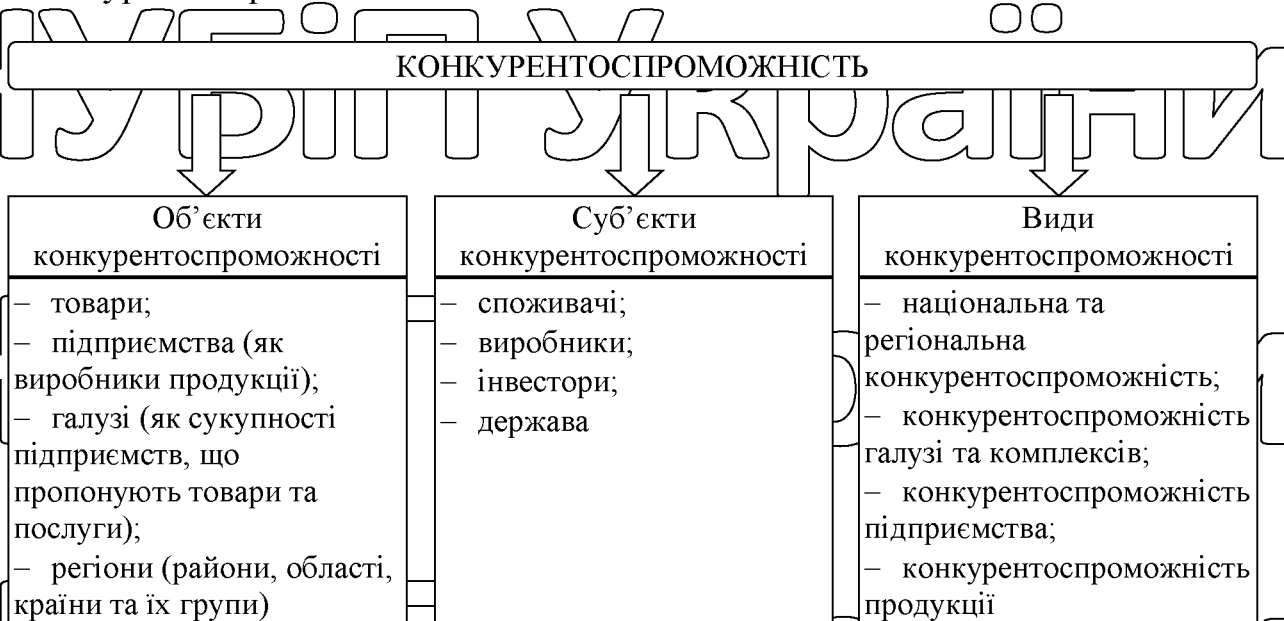 КОНКУРЕНТОСПРОМОЖНІСТЬ
Об’єкти
конкурентоспроможності
– товари;
– підприємства (як
виробники продукції);
– галузі (як сукупності
підприємств, що
пропонують товари та
послуги);
– регіони (райони, області,
країни та їх групи)
Суб’єкти
конкурентоспроможності
– споживачі;
– виробники;
– інвестори;
– держава
Види
конкурентоспроможності
– національна та
регіональна
конкурентоспроможність;
– конкурентоспроможність
галузі та комплексів;
– конкурентоспроможність
підприємства;
– конкурентоспроможність
продукції
НУБіП України